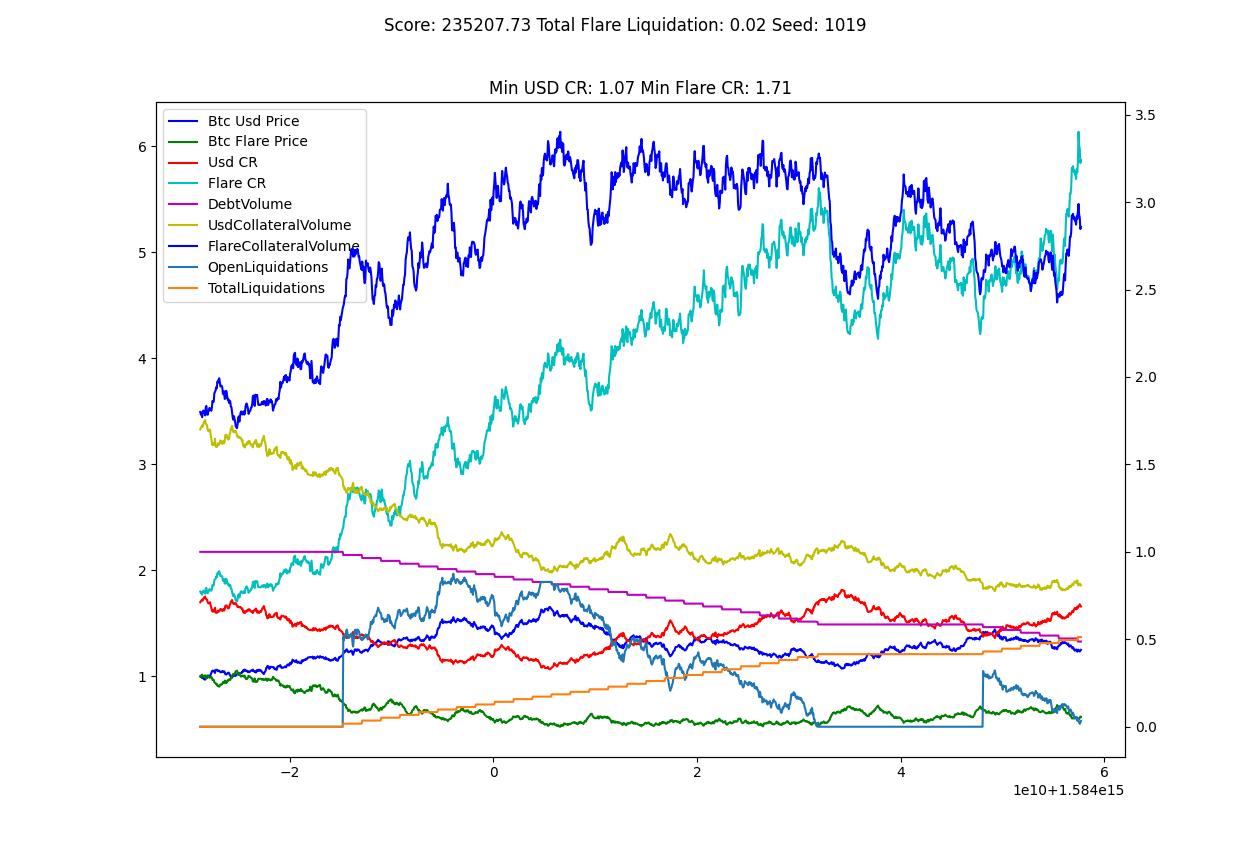 Score: 235207.73 Total Flare Liquidation: 0.02 Seed: 1019
Min USD CR: 1.07 Min Flare CR: 1.71
Btc Usd Price
Btc Flare Price
Usd CR
Flare CR
DebtVolume
UsdCollateralVolume
FlareCollateralVolume
OpenLiquidations
TotalLiquidations
6
5
4
3
2
1
3.5
3.0
2.5
2.0
1.5
1.0
0.5
0.0
−2 0 2 4 6
1e10+1.584e15